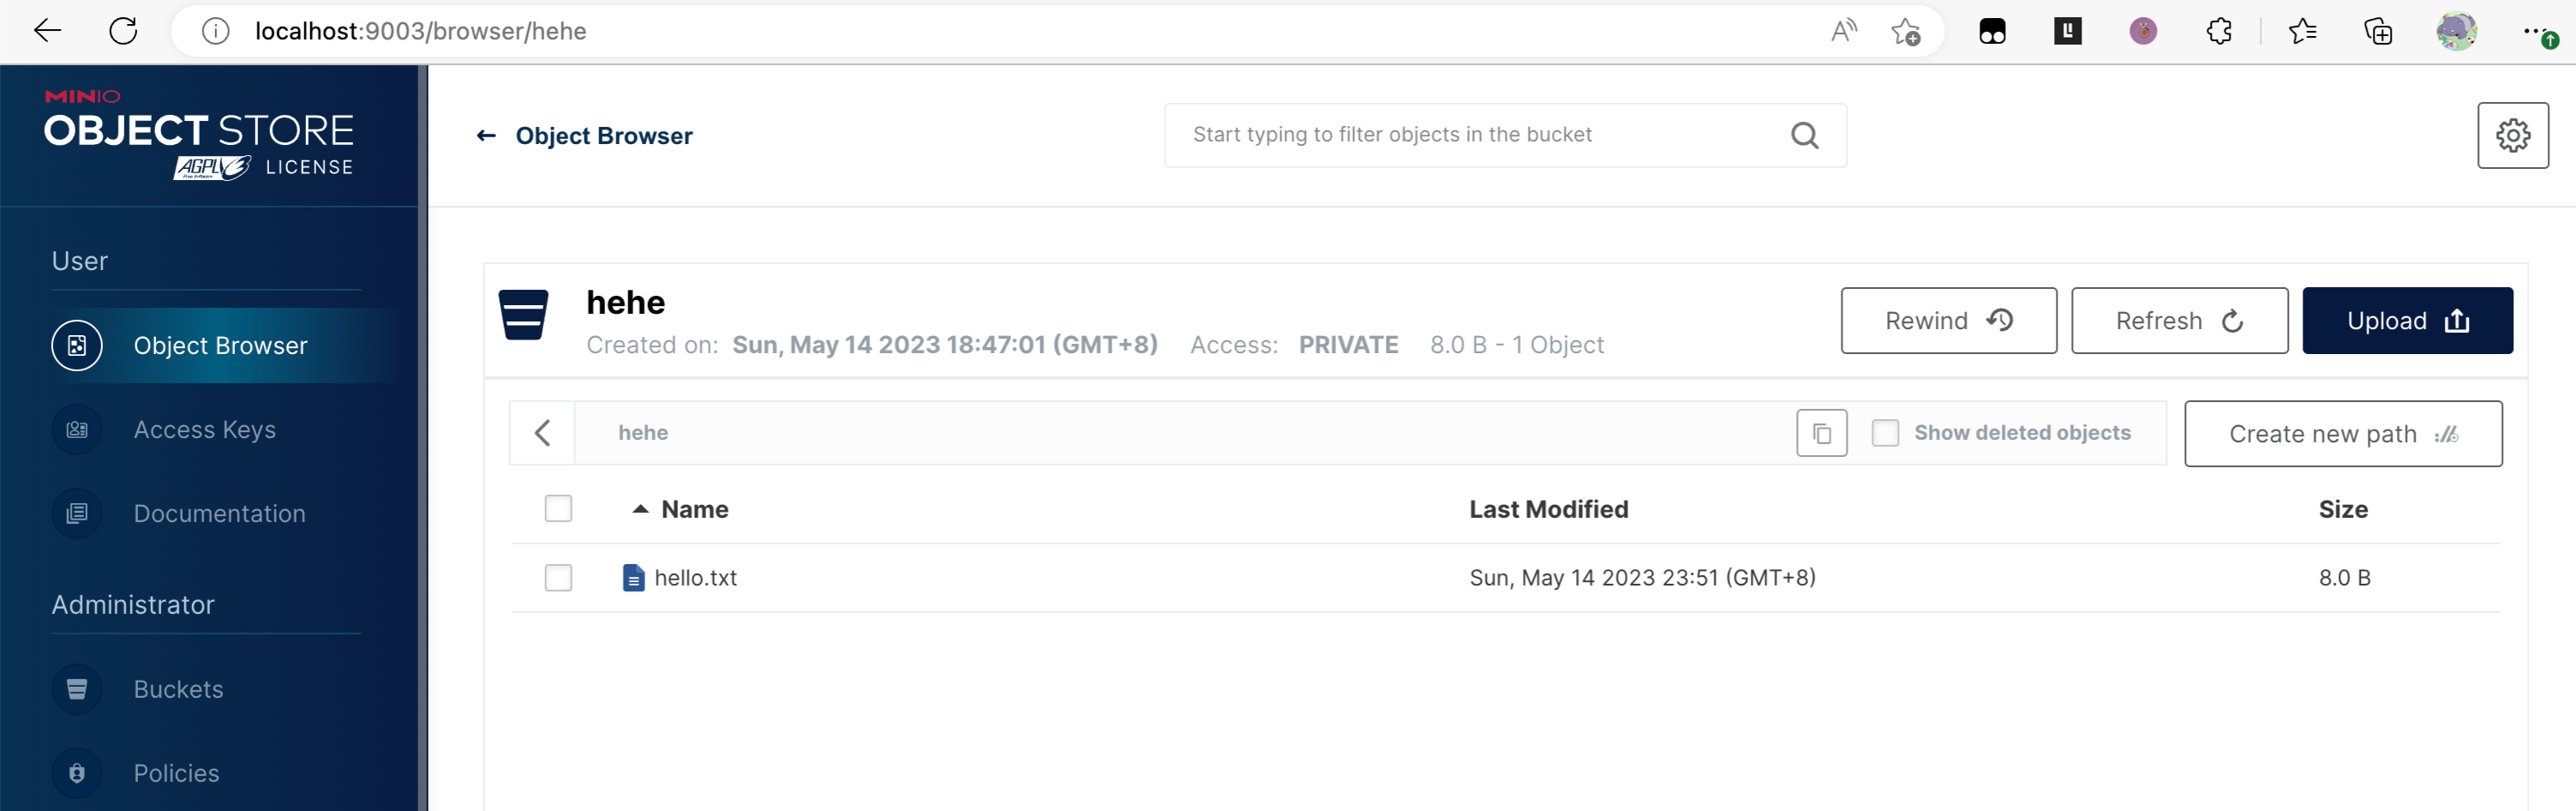 localhost:9003/browser/hehe
MINIO
OBJECT STORE
AGPLV3 LICENSE
User
Object Browser
Access Keys
Documentation
Administrator
Buckets
Policies
Object Browser
Start typing to filter objects in the bucket
hehe
Created on: Sun, May 14 2023 18:47:01 (GMT+8) Access: PRIVATE 8.0 B - 1 Object
Rewind
Refresh
Upload
hehe
Show deleted objects
Create new path
Name Last Modified Size
hello.txt Sun, May 14 2023 23:51 (GMT+8) 8.0 B